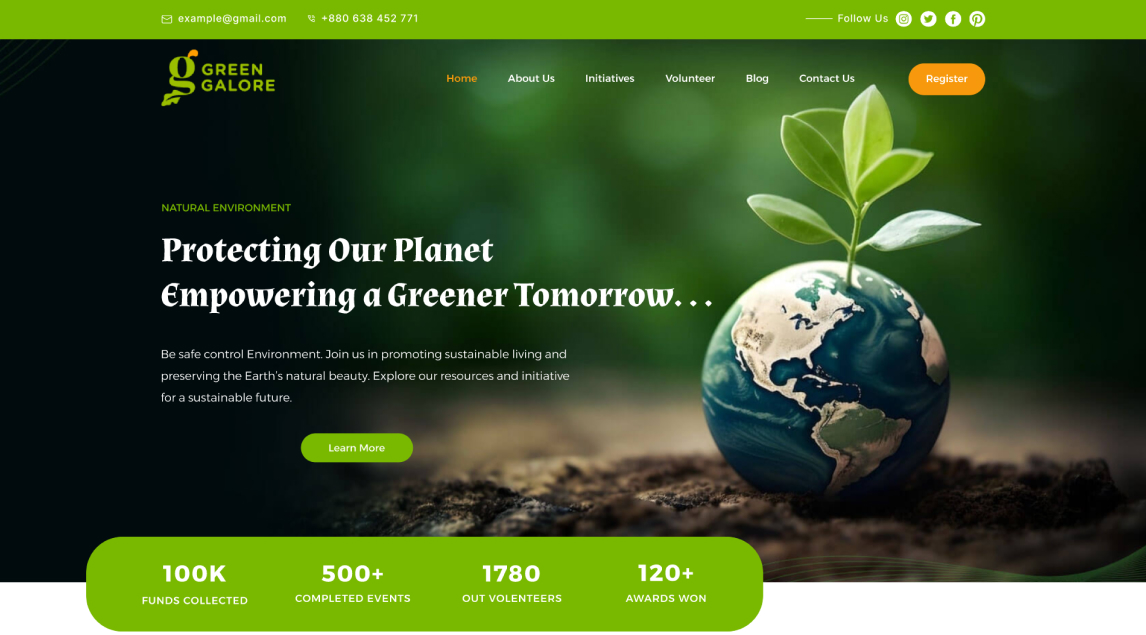 example@gmail.com +880 638 452 771 Follow Us
GREEN
GALORE
Home About Us Initiatives Volunteer Blog Contact Us Register
NATURAL ENVIRONMENT
Protecting Our Planet
Empowering a Greener Tomorrow...
Be safe control Environment. Join us in promoting sustainable living and
preserving the Earth's natural beauty. Explore our resources and initiative
for a sustainable future.
Learn More
100K 500+ 1780 120+
FUNDS COLLECTED COMPLETED EVENTS OUT VOLENTEERS AWARDS WON